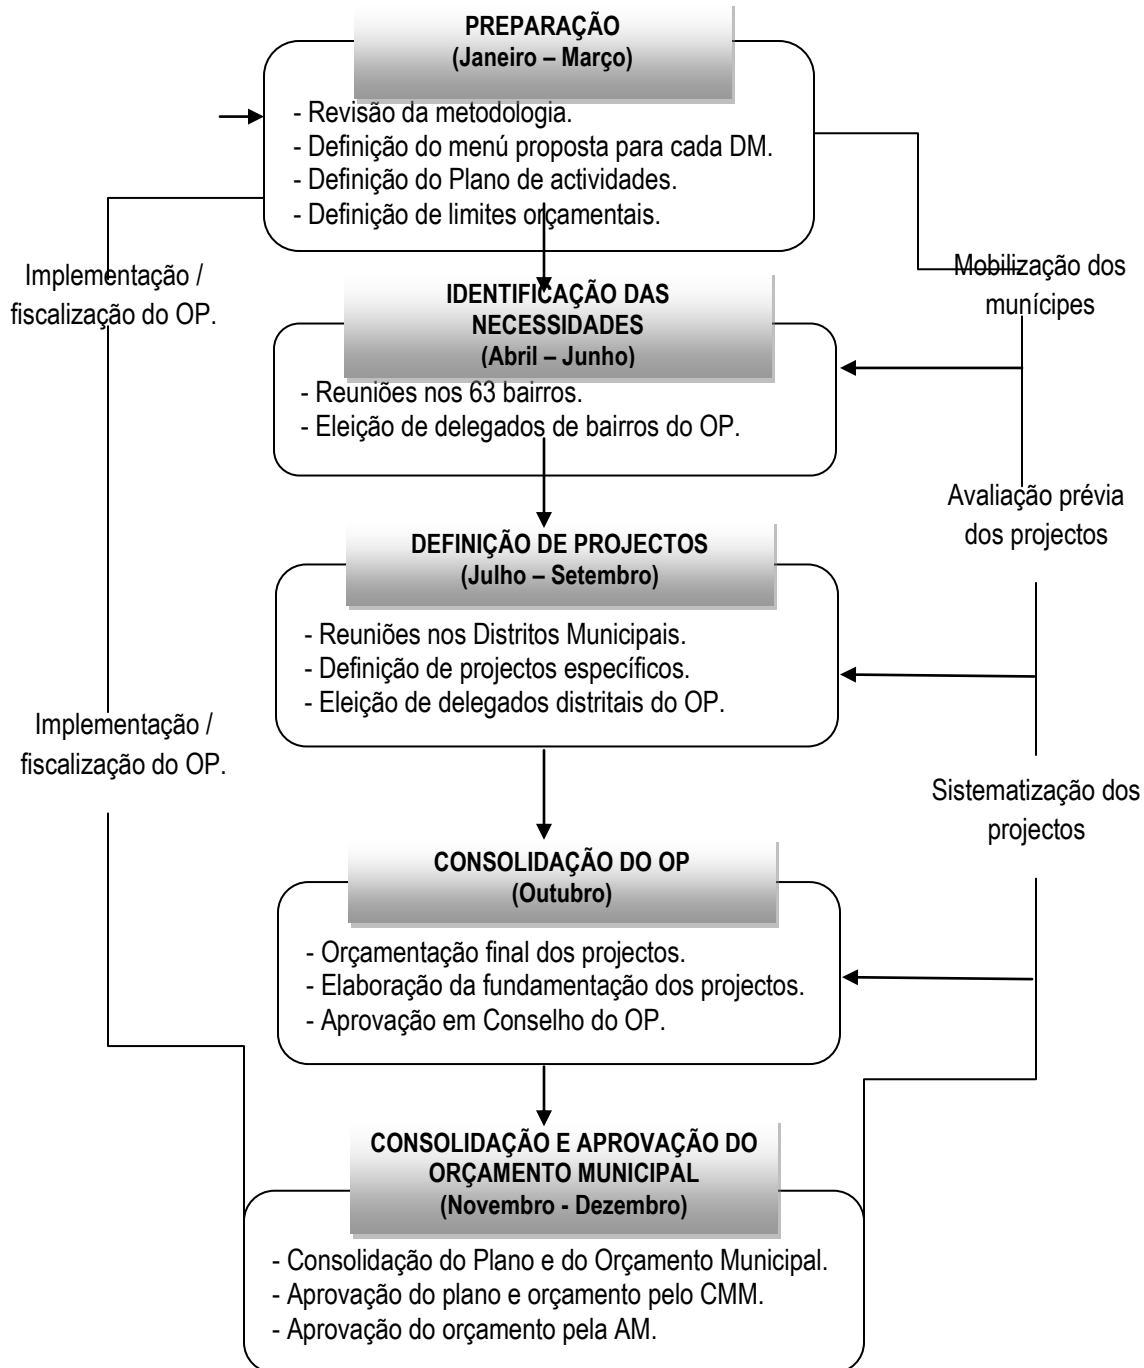 PREPARAÇÃO
(Janeiro – Março)
- Revisão da metodologia.
- Definição do menú proposta para cada DM.
- Definição do Plano de actividades.
- Definição de limites orçamentais.
Implementação /
fiscalização do OP.
Mobilização dos
munícipes
IDENTIFICAÇÃO DAS
NECESSIDADES
(Abril – Junho)
- Reuniões nos 63 bairros.
- Eleição de delegados de bairros do OP.
Avaliação prévia
dos projectos
DEFINIÇÃO DE PROJECTOS
(Julho – Setembro)
- Reuniões nos Distritos Municipais.
- Definição de projectos específicos.
- Eleição de delegados distritais do OP.
Implementação /
fiscalização do OP.
Sistematização dos
projectos
CONSOLIDAÇÃO DO OP
(Outubro)
- Orçamentação final dos projectos.
- Elaboração da fundamentação dos projectos.
- Aprovação em Conselho do OP.
CONSOLIDAÇÃO E APROVAÇÃO DO
ORÇAMENTO MUNICIPAL
(Novembro - Dezembro)
- Consolidação do Plano e do Orçamento Municipal.
- Aprovação do plano e orçamento pelo CMM.
- Aprovação do orçamento pela AM.